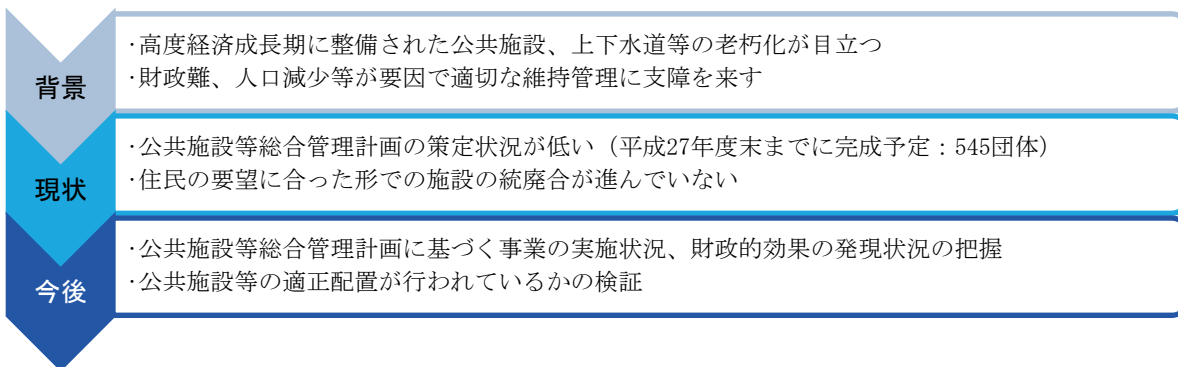 背景
・高度経済成長期に整備された公共施設、上下水道等の老朽化が目立つ
・財政難、人口減少等が要因で適切な維持管理に支障を来す
現状
・公共施設等総合管理計画の策定状況が低い（平成27年度末までに完成予定：545団体）
・住民の要望に合った形での施設の統廃合が進んでいない
今後
・公共施設等総合管理計画に基づく事業の実施状況、財政的効果の発現状況の把握
・公共施設等の適正配置が行われているかの検証